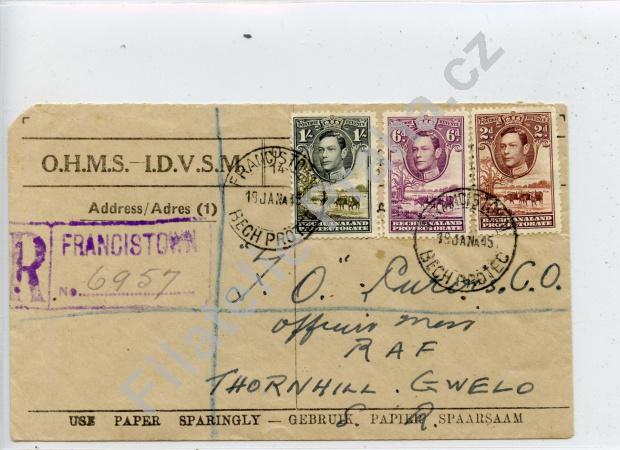 O.H.M.S.-I.D.V.S.M.
Address/Adres (1)
1/- 1/-
6d 6d
2d 2d
BECHUANALAND PROTECTORATE
BECHUANALAND PROTECTORATE
BECHUANALAND PROTECTORATE
FRANCISTOWN
19 JAN 45
BECH PROTEC
19 JAN 45
BECH PROTEC
R FRANCISTOWN
No. 6957
F/O Curtis. C.O.
Officers Mess
RAF
THORNHILL. GWELO
S. R.
USE PAPER SPARINGLY — GEBRUIK PAPIER SPAARSAAM